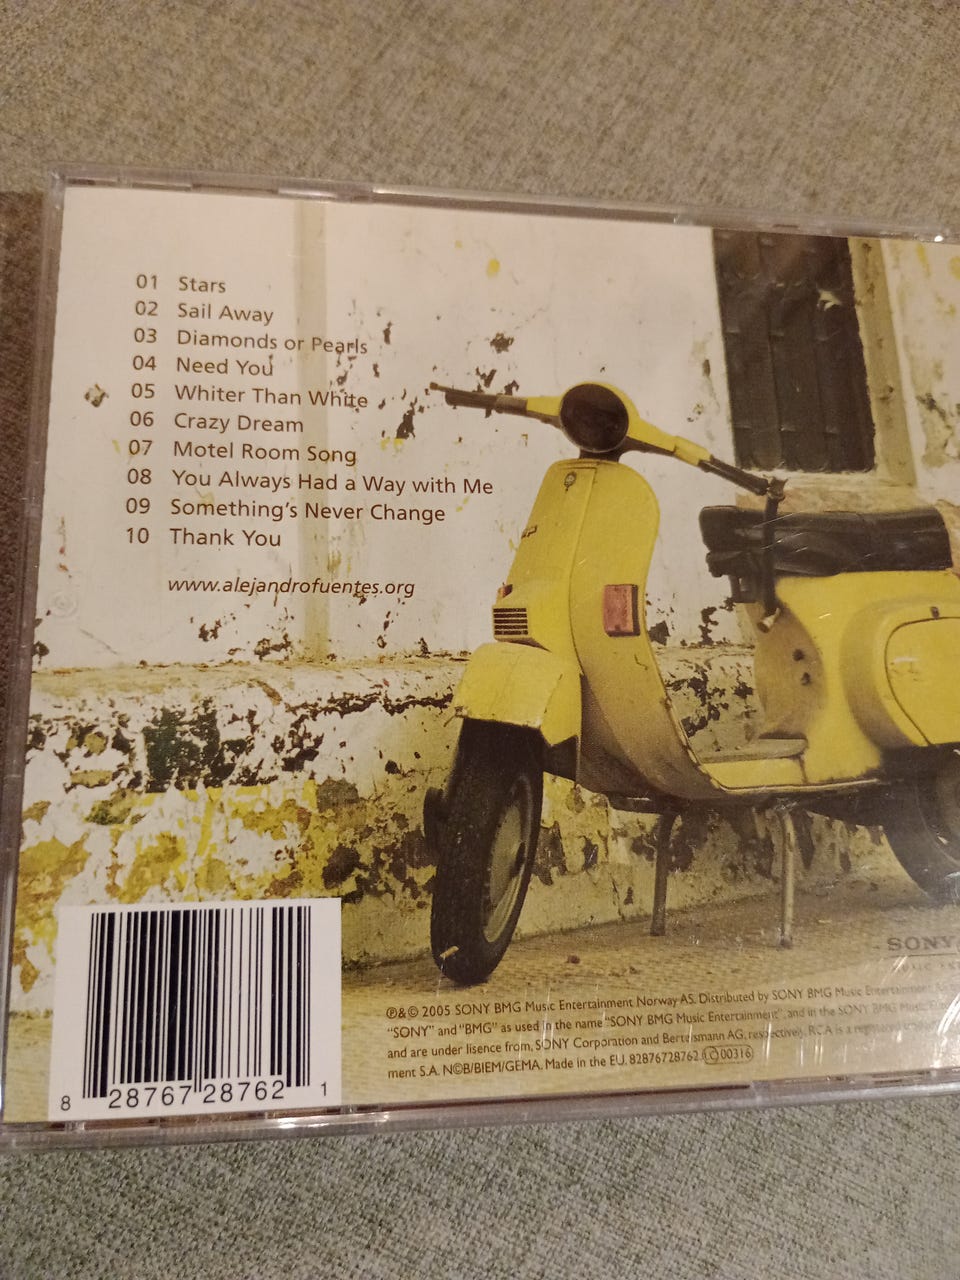 01 Stars
02 Sail Away
03 Diamonds or Pearls
04 Need You
05 Whiter Than White
06 Crazy Dream
07 Motel Room Song
08 You Always Had a Way with Me
09 Something's Never Change
10 Thank You
www.alejandrofuentes.org
SONY
℗&© 2005 SONY BMG Music Entertainment Norway AS. Distributed by SONY BMG Music Entertainment.
"SONY" and "BMG" as used in the name "SONY BMG Music Entertainment", and in the SONY BMG Music
and are under lisence from, SONY Corporation and Bertelsmann AG, respectively. RCA is a
ment S.A. N©B/BIEM/GEMA. Made in the EU. 82876728762 LC 00316
8 28767 28762 1